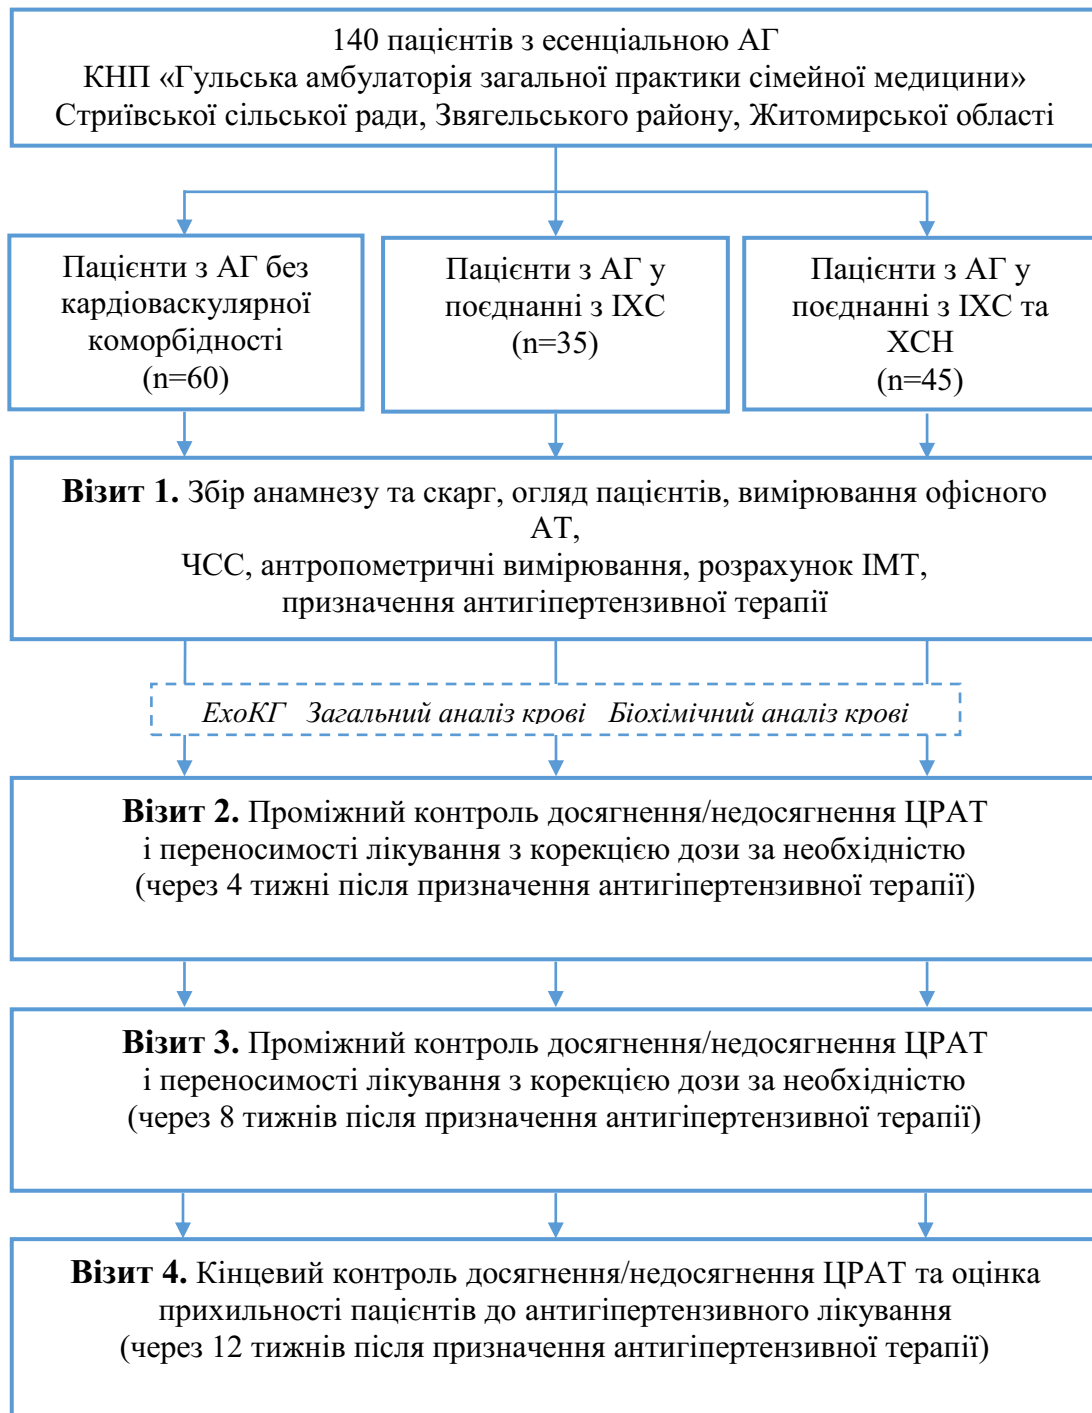 140 пацієнтів з есенціальною АГ
КНП «Гульська амбулаторія загальної практики сімейної медицини»
Стриївської сільської ради, Звягельського району, Житомирської області
Пацієнти з АГ без
кардіоваскулярної
коморбідності
(n=60)
Пацієнти з АГ у
поєднанні з ІХС
(n=35)
Пацієнти з АГ у
поєднанні з ІХС та
ХСН
(n=45)
Візит 1. Збір анамнезу та скарг, огляд пацієнтів, вимірювання офісного
АТ,
ЧСС, антропометричні вимірювання, розрахунок ІМТ,
призначення антигіпертензивної терапії
ЕхоКГ Загальний аналіз крові Біохімічний аналіз крові
Візит 2. Проміжний контроль досягнення/недосягнення ЦРАТ
і переносимості лікування з корекцією дози за необхідністю
(через 4 тижні після призначення антигіпертензивної терапії)
Візит 3. Проміжний контроль досягнення/недосягнення ЦРАТ
і переносимості лікування з корекцією дози за необхідністю
(через 8 тижнів після призначення антигіпертензивної терапії)
Візит 4. Кінцевий контроль досягнення/недосягнення ЦРАТ та оцінка
прихильності пацієнтів до антигіпертензивного лікування
(через 12 тижнів після призначення антигіпертензивної терапії)